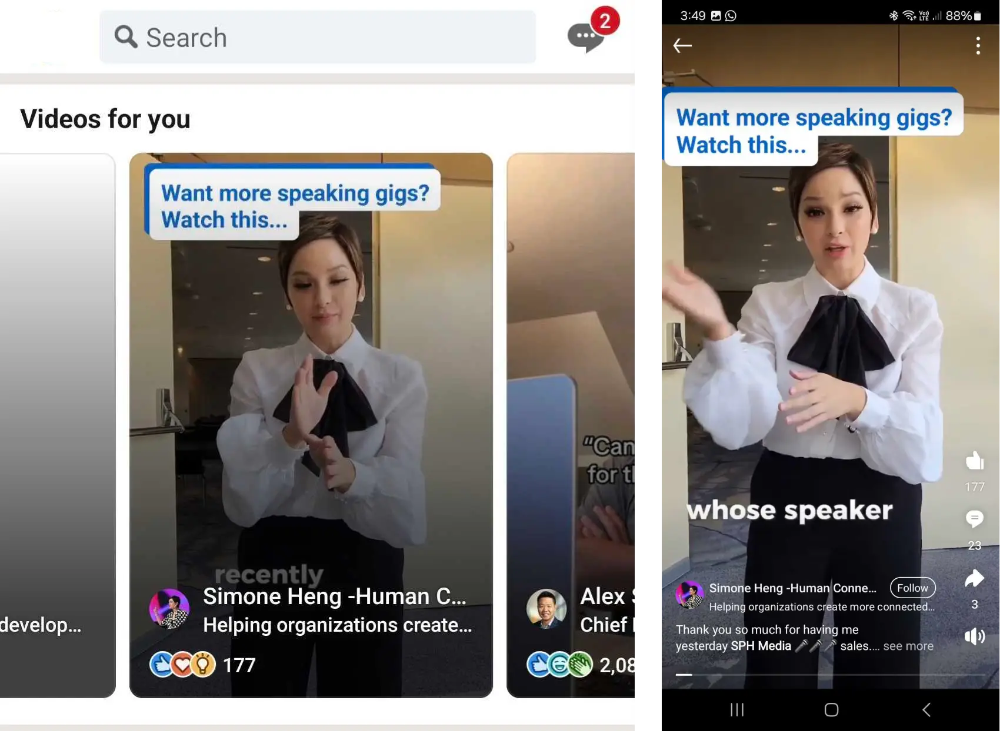 Search
2
Videos for you
Want more speaking gigs?
Watch this...
recently
Simone Heng -Human C...
Helping organizations create...
177
develop...
"Can
for th
Alex S
Chief
2,08
3:49
Vo))
LTE
88%
Want more speaking gigs?
Watch this...
whose speaker
177
23
3
Simone Heng -Human Conne...
Follow
Helping organizations create more connected...
Thank you so much for having me
yesterday SPH Media 🎤🎤🎤 sales.... see more